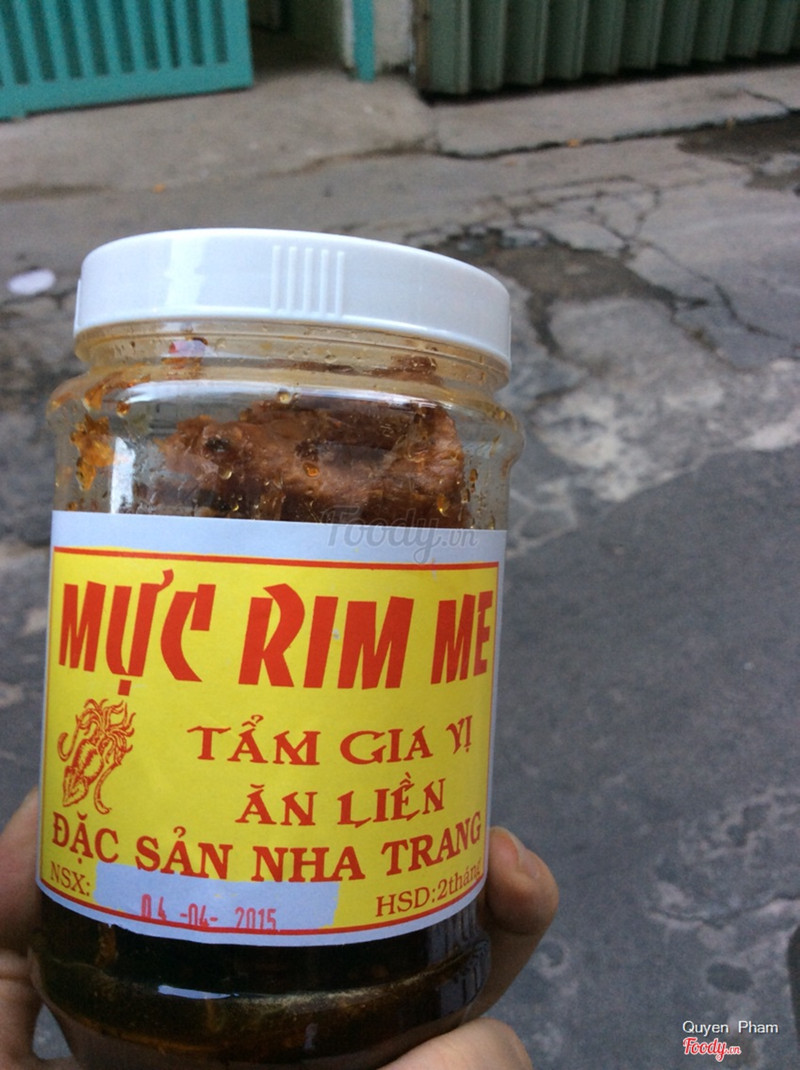 Foody.vn
MỰC RIM ME
TẨM GIA VỊ
ĂN LIỀN
ĐẶC SẢN NHA TRANG
NSX: 04-04-2015
HSD:2tháng
Quyen Pham
Foody.vn